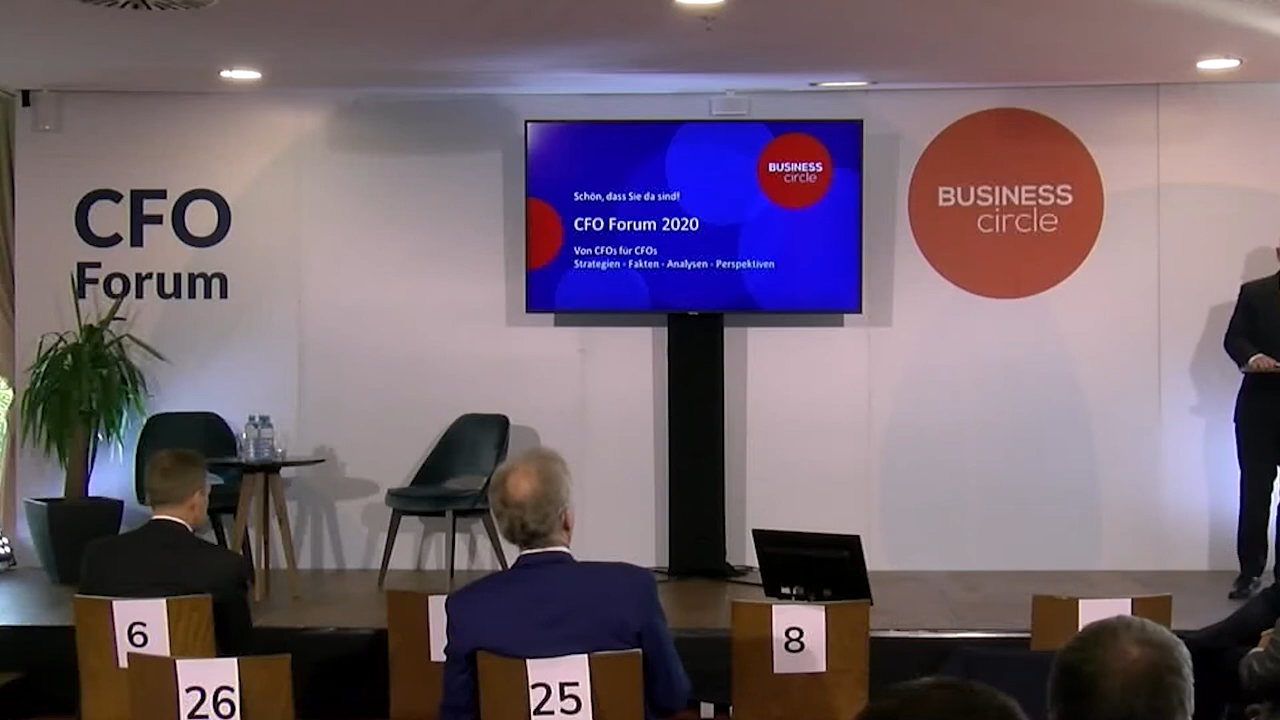 CFO
Forum
BUSINESS
circle
Schön, dass Sie da sind!
CFO Forum 2020
Von CFOs für CFOs
Strategien - Fakten - Analysen - Perspektiven
BUSINESS
circle
6
8
26
25